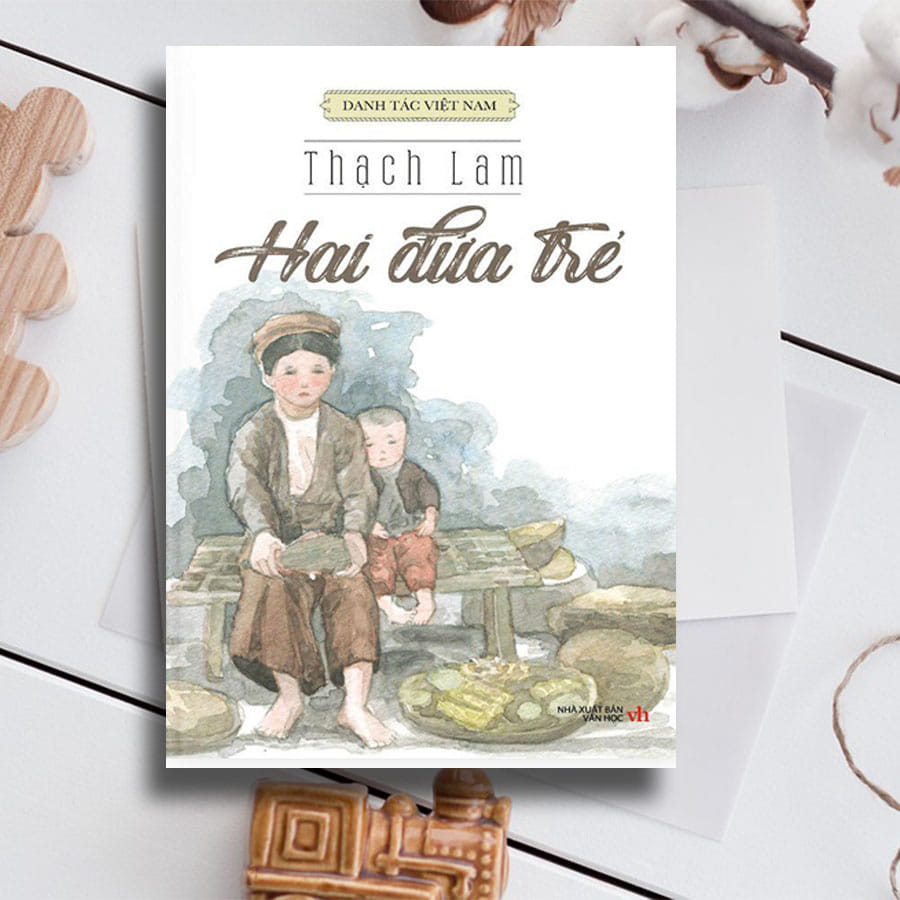 DANH TÁC VIỆT NAM
Thạch Lam
Hai đứa trẻ
NHÀ XUẤT BẢN
VĂN HỌC vh